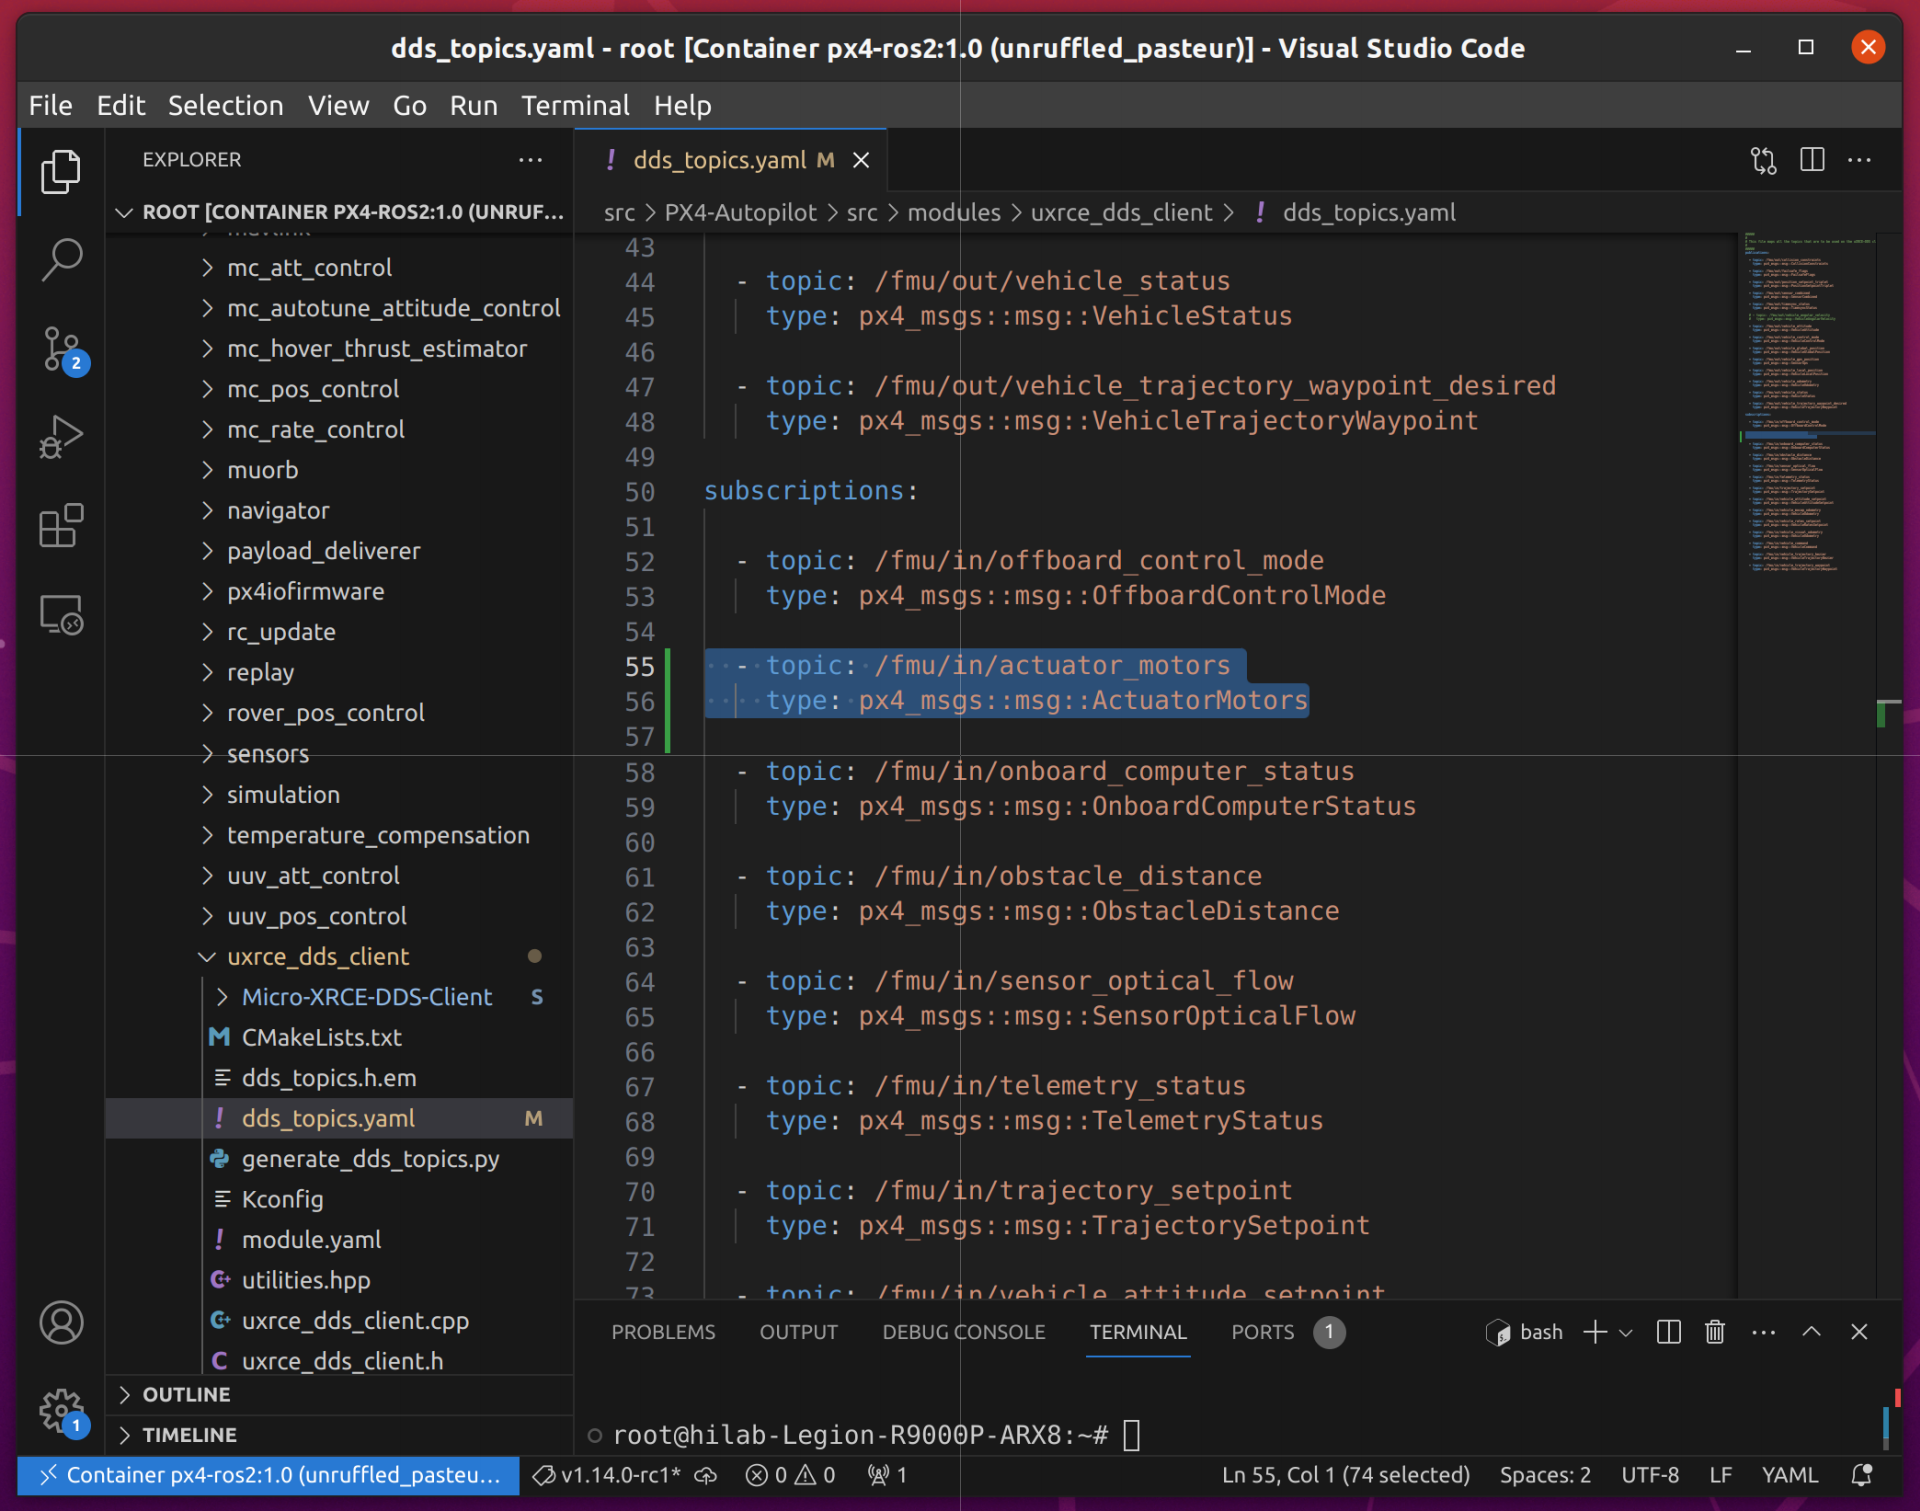 dds_topics.yaml - root [Container px4-ros2:1.0 (unruffled_pasteur)] - Visual Studio Code
File Edit Selection View Go Run Terminal Help
EXPLORER
ROOT [CONTAINER PX4-ROS2:1.0 (UNRUF...
mavlink
mc_att_control
mc_autotune_attitude_control
mc_hover_thrust_estimator
mc_pos_control
mc_rate_control
muorb
navigator
payload_deliverer
px4iofirmware
rc_update
replay
rover_pos_control
sensors
simulation
temperature_compensation
uuv_att_control
uuv_pos_control
uxrce_dds_client
Micro-XRCE-DDS-Client S
CMakeLists.txt
dds_topics.h.em
! dds_topics.yaml M
generate_dds_topics.py
Kconfig
! module.yaml
utilities.hpp
uxrce_dds_client.cpp
C uxrce_dds_client.h
OUTLINE
TIMELINE
2
1
! dds_topics.yaml M
src > PX4-Autopilot > src > modules > uxrce_dds_client > ! dds_topics.yaml
43
44 - topic: /fmu/out/vehicle_status
45 type: px4_msgs::msg::VehicleStatus
46
47 - topic: /fmu/out/vehicle_trajectory_waypoint_desired
48 type: px4_msgs::msg::VehicleTrajectoryWaypoint
49
50 subscriptions:
51
52 - topic: /fmu/in/offboard_control_mode
53 type: px4_msgs::msg::OffboardControlMode
54
55 - topic: /fmu/in/actuator_motors
56 type: px4_msgs::msg::ActuatorMotors
57
58 - topic: /fmu/in/onboard_computer_status
59 type: px4_msgs::msg::OnboardComputerStatus
60
61 - topic: /fmu/in/obstacle_distance
62 type: px4_msgs::msg::ObstacleDistance
63
64 - topic: /fmu/in/sensor_optical_flow
65 type: px4_msgs::msg::SensorOpticalFlow
66
67 - topic: /fmu/in/telemetry_status
68 type: px4_msgs::msg::TelemetryStatus
69
70 - topic: /fmu/in/trajectory_setpoint
71 type: px4_msgs::msg::TrajectorySetpoint
72
73 - topic: /fmu/in/vehicle_attitude_setpoint
PROBLEMS OUTPUT DEBUG CONSOLE TERMINAL PORTS 1
bash
root@hilab-Legion-R9000P-ARX8:~#
Container px4-ros2:1.0 (unruffled_pasteu... v1.14.0-rc1* 0 0 1 Ln 55, Col 1 (74 selected) Spaces: 2 UTF-8 LF YAML